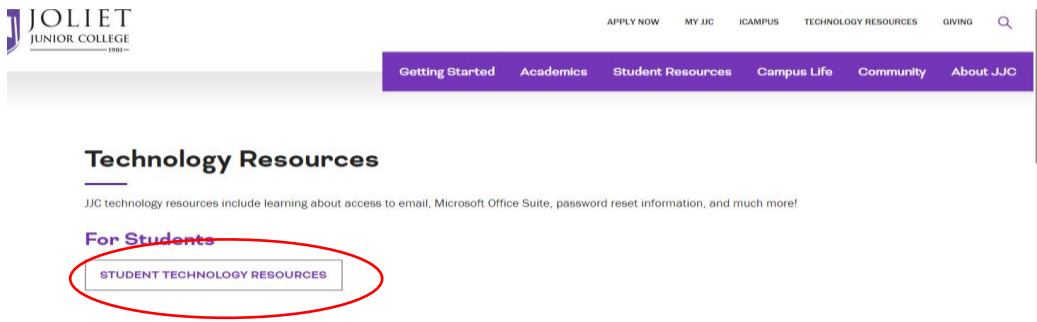 JOLIET
JUNIOR COLLEGE
1901
APPLY NOW MY JJC ICAMPUS TECHNOLOGY RESOURCES GIVING
Getting Started Academics Student Resources Campus Life Community About JJC
Technology Resources
JJC technology resources include learning about access to email, Microsoft Office Suite, password reset information, and much more!
For Students
STUDENT TECHNOLOGY RESOURCES